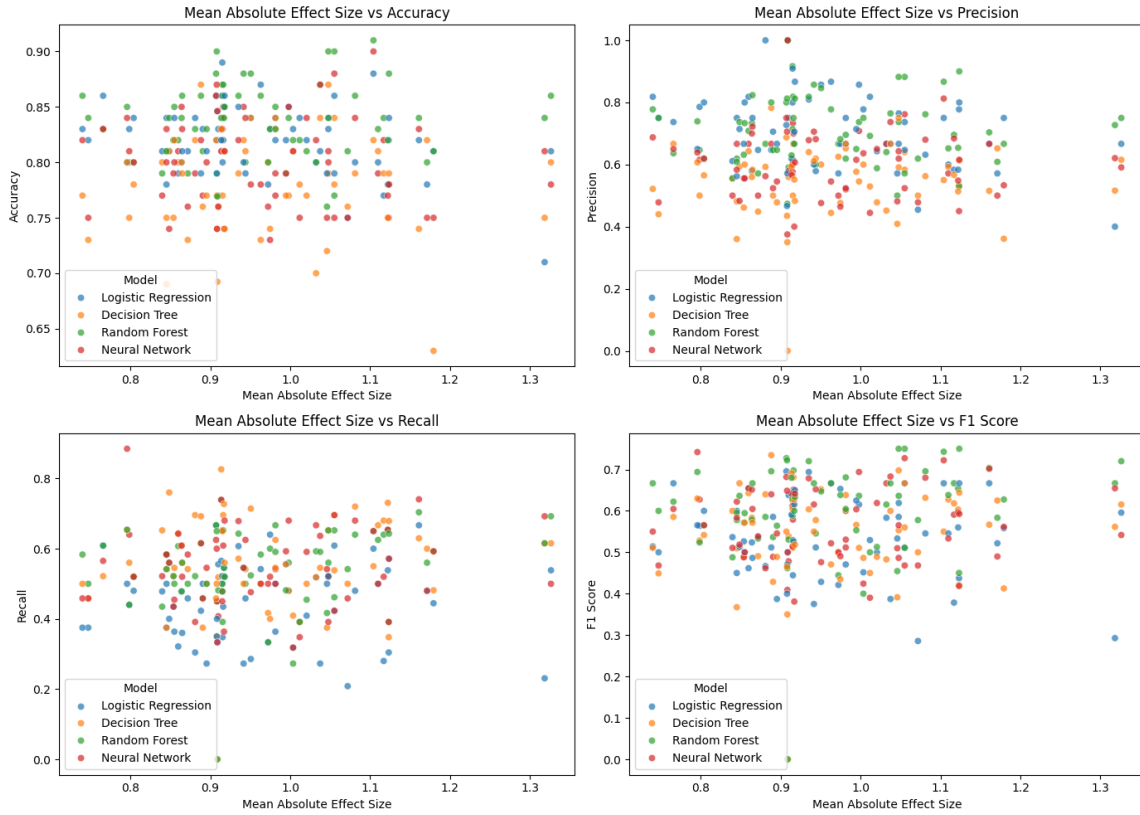 Mean Absolute Effect Size vs Accuracy
0.90
0.85
0.80
0.75
0.70
0.65
Accuracy
Model
Logistic Regression
Decision Tree
Random Forest
Neural Network
0.8 0.9 1.0 1.1 1.2 1.3
Mean Absolute Effect Size
Mean Absolute Effect Size vs Precision
1.0
0.8
0.6
0.4
0.2
0.0
Precision
Model
Logistic Regression
Decision Tree
Random Forest
Neural Network
0.8 0.9 1.0 1.1 1.2 1.3
Mean Absolute Effect Size
Mean Absolute Effect Size vs Recall
0.8
0.6
0.4
0.2
0.0
Recall
Model
Logistic Regression
Decision Tree
Random Forest
Neural Network
0.8 0.9 1.0 1.1 1.2 1.3
Mean Absolute Effect Size
Mean Absolute Effect Size vs F1 Score
0.7
0.6
0.5
0.4
0.3
0.2
0.1
0.0
F1 Score
Model
Logistic Regression
Decision Tree
Random Forest
Neural Network
0.8 0.9 1.0 1.1 1.2 1.3
Mean Absolute Effect Size